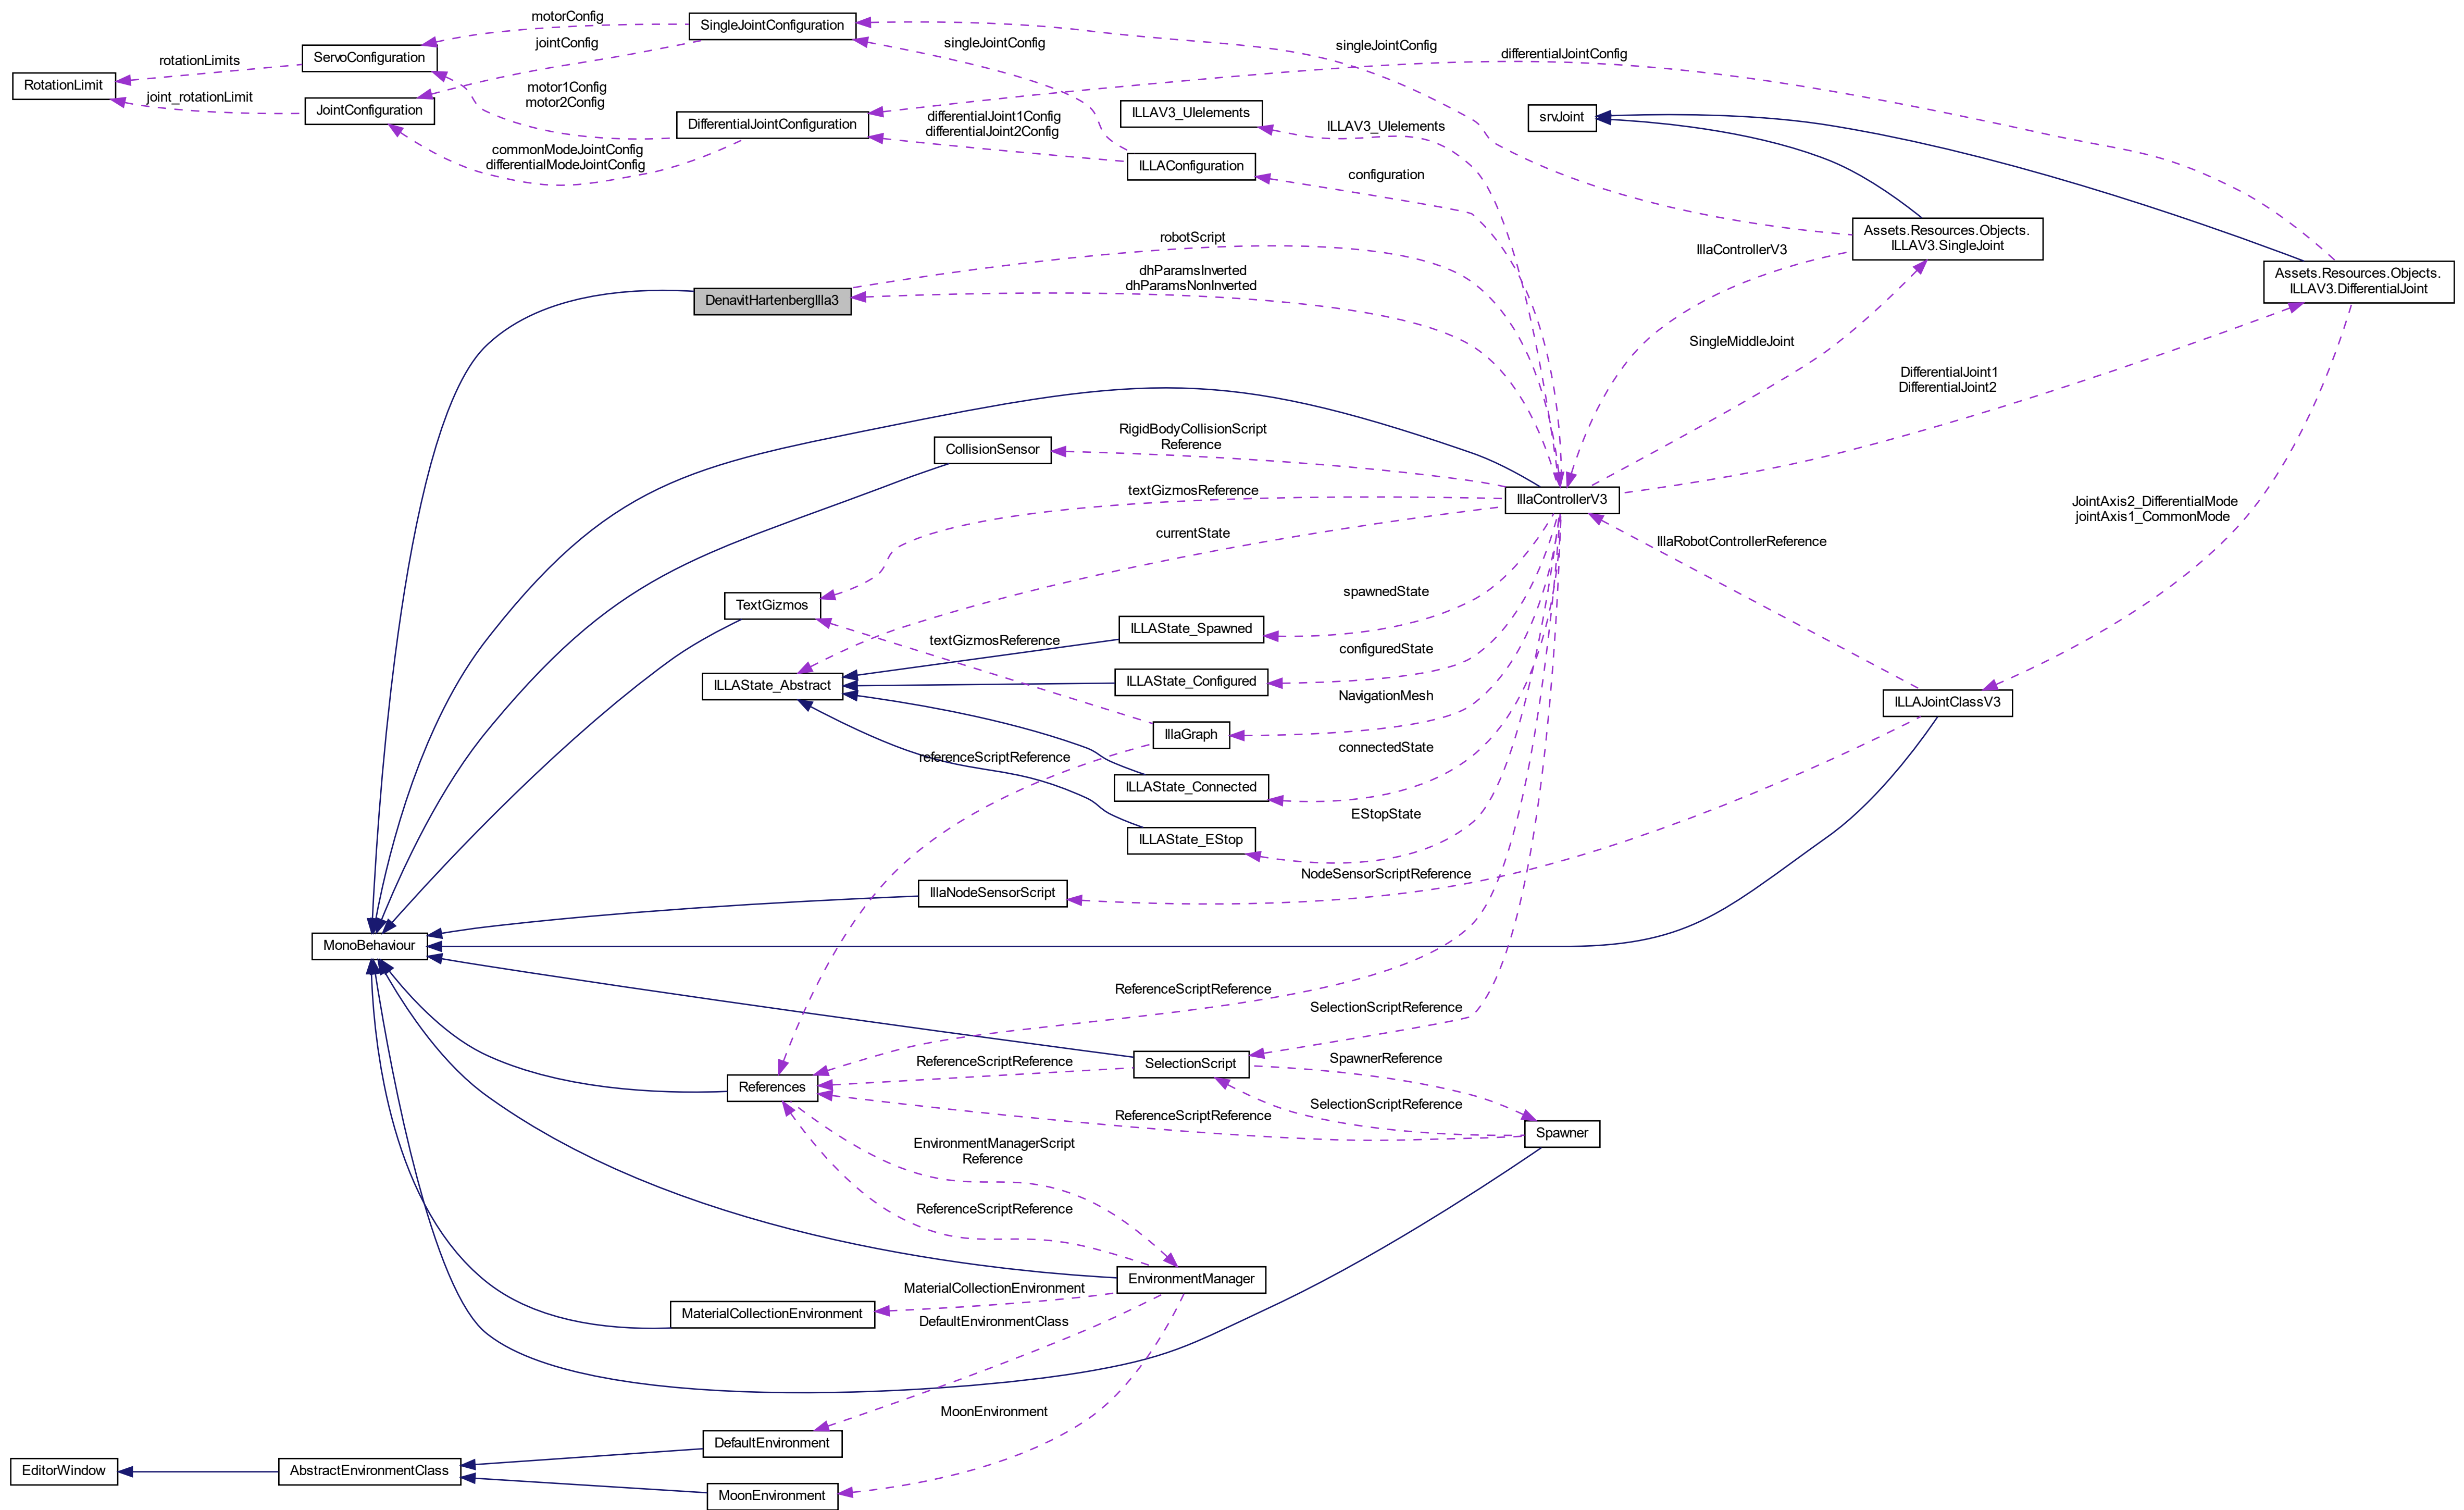 motorConfig
SingleJointConfiguration
jointConfig
singleJointConfig
singleJointConfig
differentialJointConfig
rotationLimits
ServoConfiguration
RotationLimit
joint_rotationLimit
JointConfiguration
motor1Config
motor2Config
DifferentialJointConfiguration
differentialJoint1Config
differentialJoint2Config
ILLAV3_UIelements
ILLAV3_UIelements
srvJoint
commonModeJointConfig
differentialModeJointConfig
ILLAConfiguration
configuration
robotScript
IllaControllerV3
Assets.Resources.Objects.
ILLAV3.SingleJoint
dhParamsInverted
dhParamsNonInverted
DenavitHartenbergIlla3
Assets.Resources.Objects.
ILLAV3.DifferentialJoint
SingleMiddleJoint
DifferentialJoint1
DifferentialJoint2
CollisionSensor
RigidBodyCollisionScript
Reference
textGizmosReference
IllaControllerV3
JointAxis2_DifferentialMode
jointAxis1_CommonMode
currentState
IllaRobotControllerReference
TextGizmos
spawnedState
ILLAState_Spawned
textGizmosReference
configuredState
ILLAState_Abstract
ILLAState_Configured
NavigationMesh
ILLAJointClassV3
IllaGraph
referenceScriptReference
connectedState
ILLAState_Connected
EStopState
ILLAState_EStop
NodeSensorScriptReference
IllaNodeSensorScript
MonoBehaviour
ReferenceScriptReference
SelectionScriptReference
ReferenceScriptReference
SelectionScript
SpawnerReference
References
ReferenceScriptReference
SelectionScriptReference
Spawner
EnvironmentManagerScript
Reference
ReferenceScriptReference
EnvironmentManager
MaterialCollectionEnvironment
MaterialCollectionEnvironment
DefaultEnvironmentClass
MoonEnvironment
DefaultEnvironment
EditorWindow
AbstractEnvironmentClass
MoonEnvironment